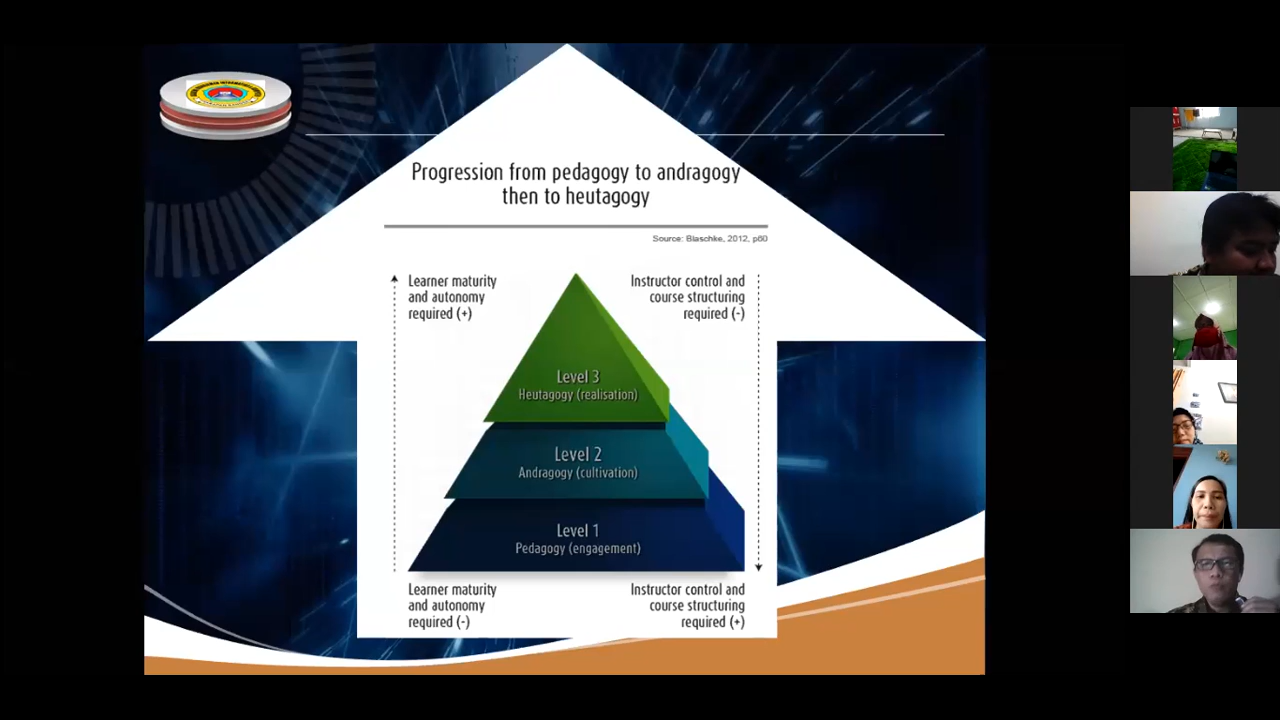 Progression from pedagogy to andragogy
then to heutagogy
Source: Blaschke, 2012, p60
Learner maturity
and autonomy
required (+)
Instructor control and
course structuring
required (-)
Level 3
Heutagogy (realisation)
Level 2
Andragogy (cultivation)
Level 1
Pedagogy (engagement)
Learner maturity
and autonomy
required (-)
Instructor control and
course structuring
required (+)